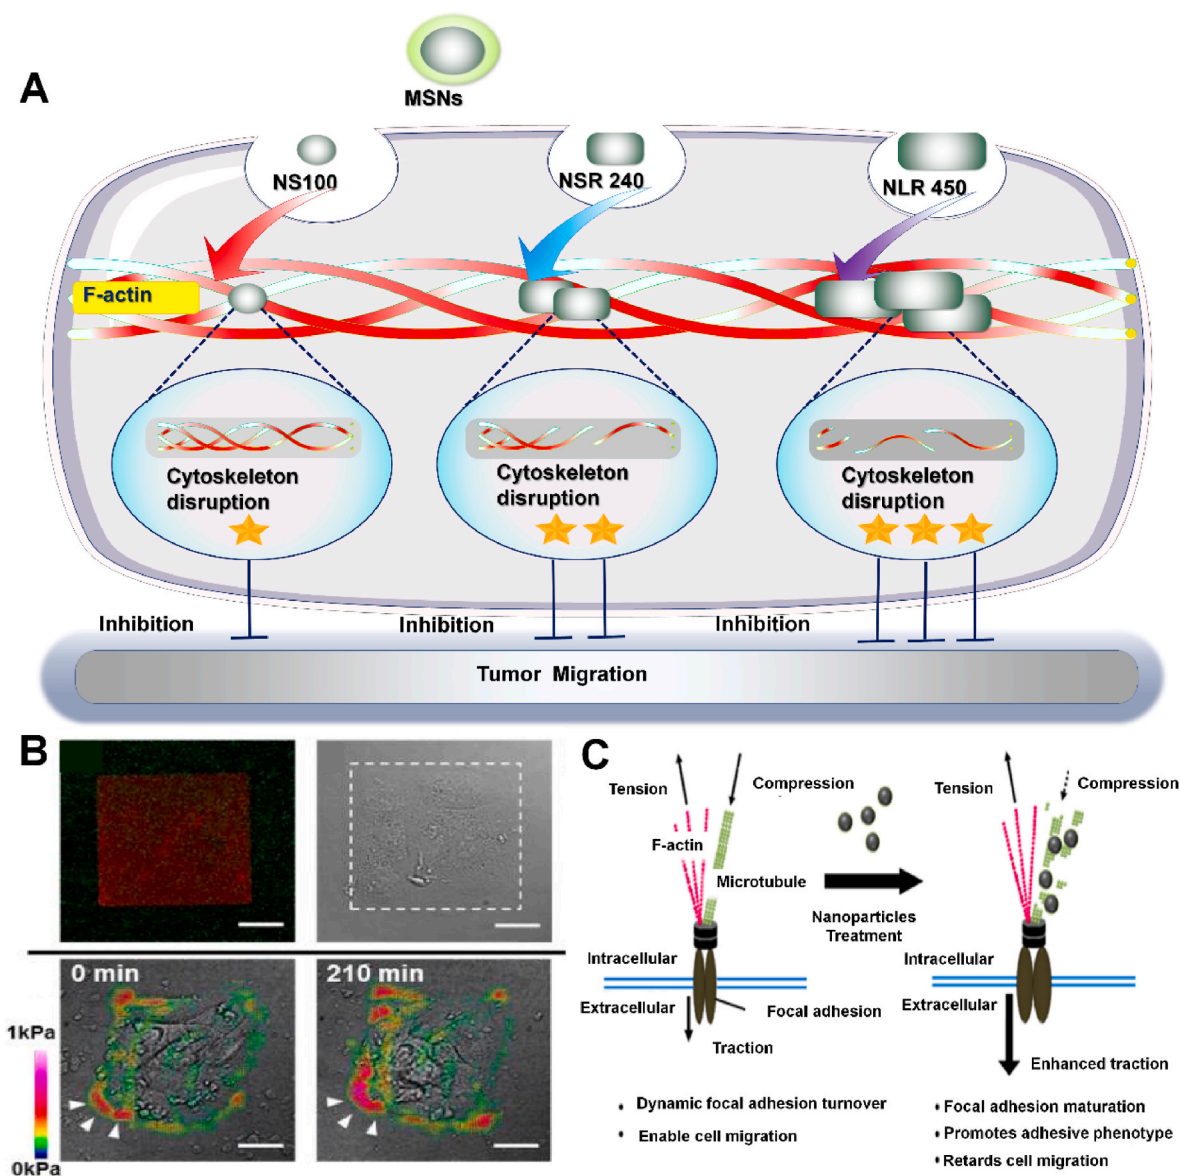 A
MSNs
NS100
NSR 240
NLR 450
F-actin
Cytoskeleton
disruption
Cytoskeleton
disruption
Cytoskeleton
disruption
Inhibition
Inhibition
Inhibition
Tumor Migration
B
0 min
210 min
1kPa
0kPa
C
Tension
Compression
F-actin
Microtubule
Nanoparticles
Treatment
Intracellular
Extracellular
Focal adhesion
Traction
• Dynamic focal adhesion turnover
• Enable cell migration
Tension
Compression
Intracellular
Extracellular
Enhanced traction
• Focal adhesion maturation
• Promotes adhesive phenotype
• Retards cell migration